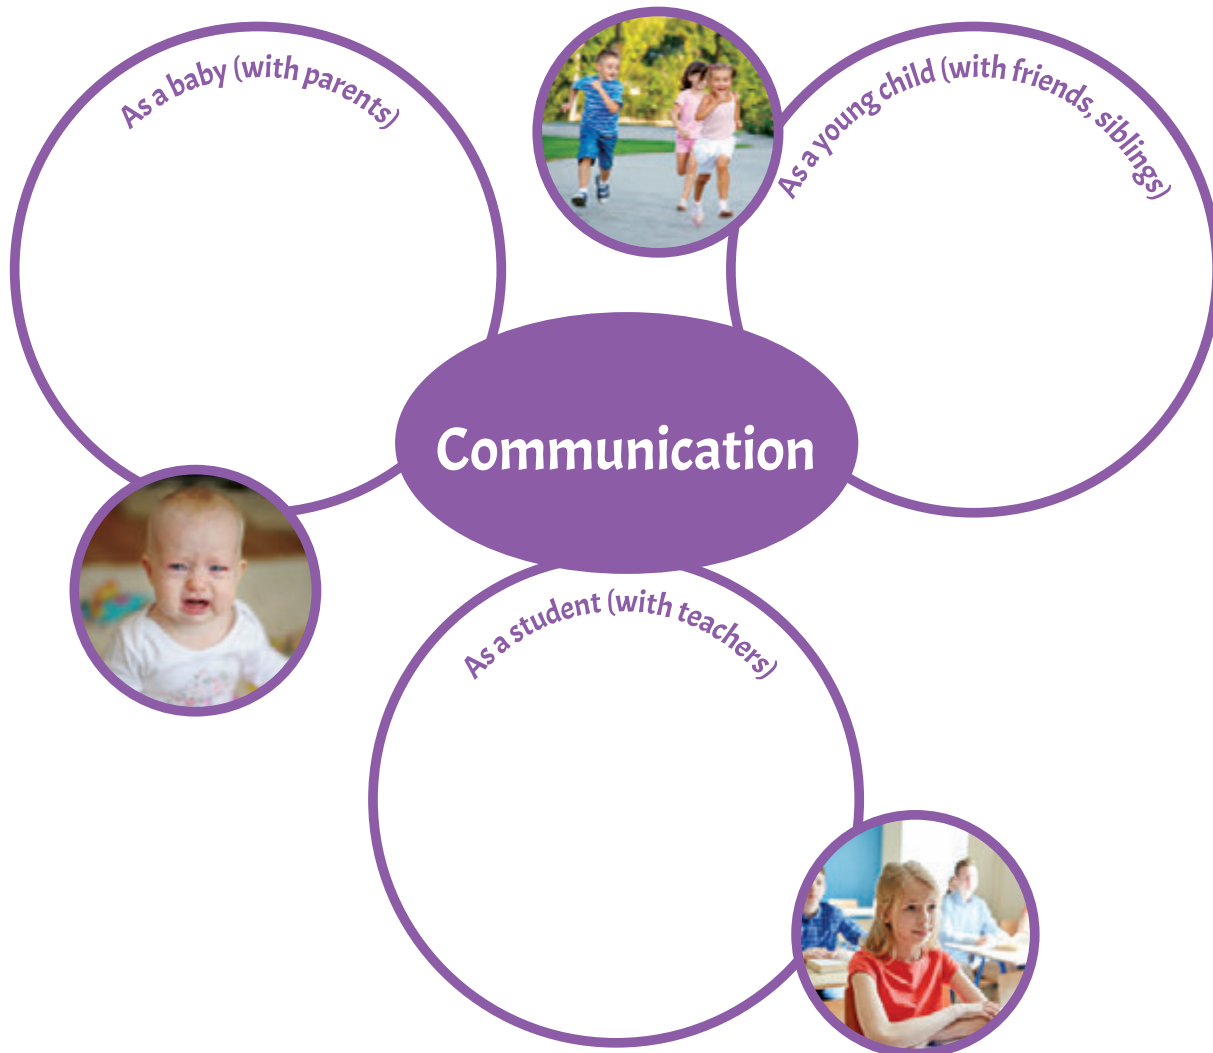 As a baby (with parents)
As a young child (with friends, siblings)
Communication
As a student (with teachers)